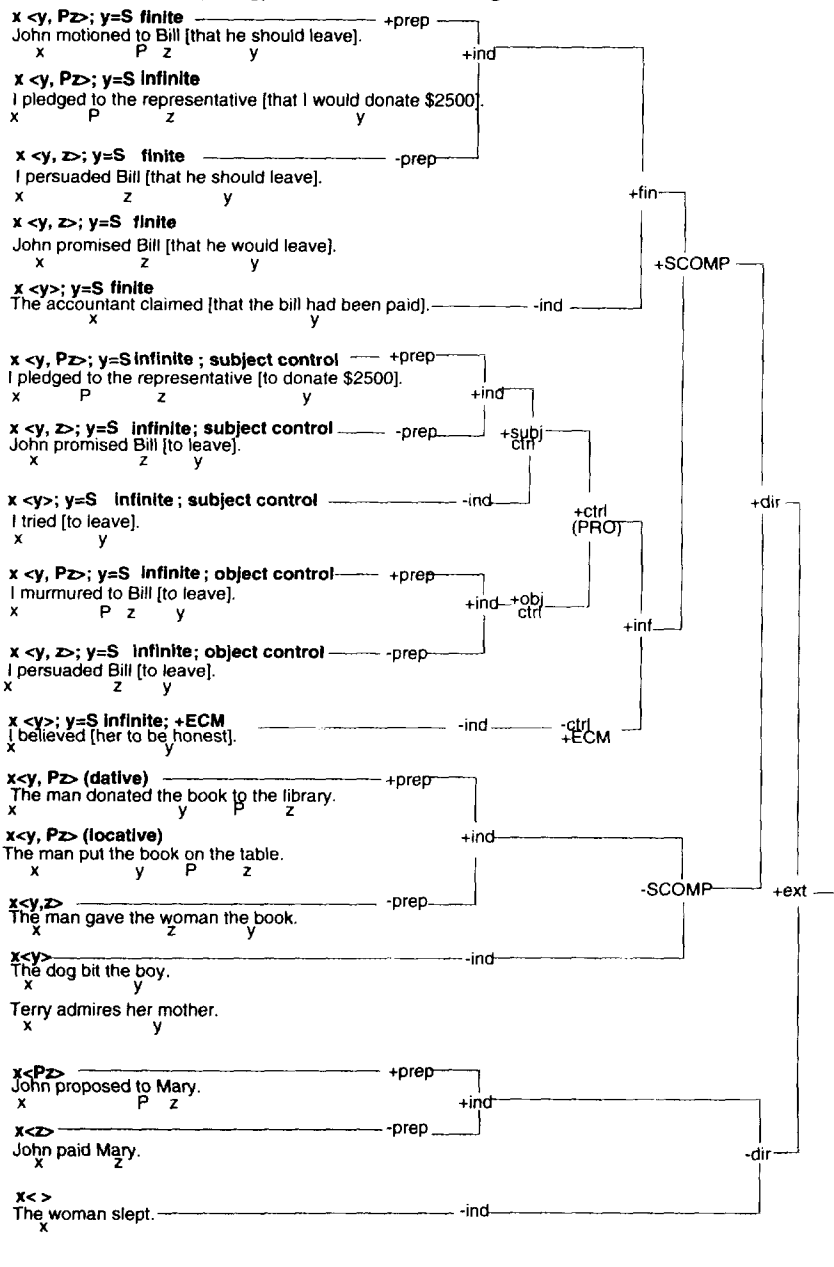 x <y, Pz>; y=S finite +prep
John motioned to Bill [that he should leave].
x P z y
+ind
x <y, Pz>; y=S infinite
I pledged to the representative [that I would donate $2500].
x P z y
x <y, z>; y=S finite -prep
I persuaded Bill [that he should leave].
x z y
+fin
x <y, z>; y=S finite
John promised Bill [that he would leave].
x z y
+SCOMP
x <y>; y=S finite
The accountant claimed [that the bill had been paid]. -ind
x y
x <y, Pz>; y=S infinite ; subject control +prep
I pledged to the representative [to donate $2500].
x P z y
+ind
x <y, z>; y=S infinite; subject control -prep
+subj ctrl
John promised Bill [to leave].
x z y
x <y>; y=S infinite ; subject control -ind
+dir
I tried [to leave].
x y
+ctrl
(PRO)
x <y, Pz>; y=S infinite ; object control +prep
I murmured to Bill [to leave].
x P z y
+ind +obj ctrl
+inf
x <y, z>; y=S infinite; object control -prep
I persuaded Bill [to leave].
x z y
x <y>; y=S infinite; +ECM -ind -ctrl
I believed [her to be honest]. +ECM
x y
x<y, Pz> (dative) +prep
The man donated the book to the library.
x y P z
x<y, Pz> (locative) +ind
The man put the book on the table.
x y P z
-SCOMP +ext
x<y,z> -prep
The man gave the woman the book.
x z y
x<y> -ind
The dog bit the boy.
x y
Terry admires her mother.
x y
x<Pz> +prep
John proposed to Mary.
x P z
+ind
x<z> -prep
John paid Mary.
x z
-dir
x< >
The woman slept. -ind
x